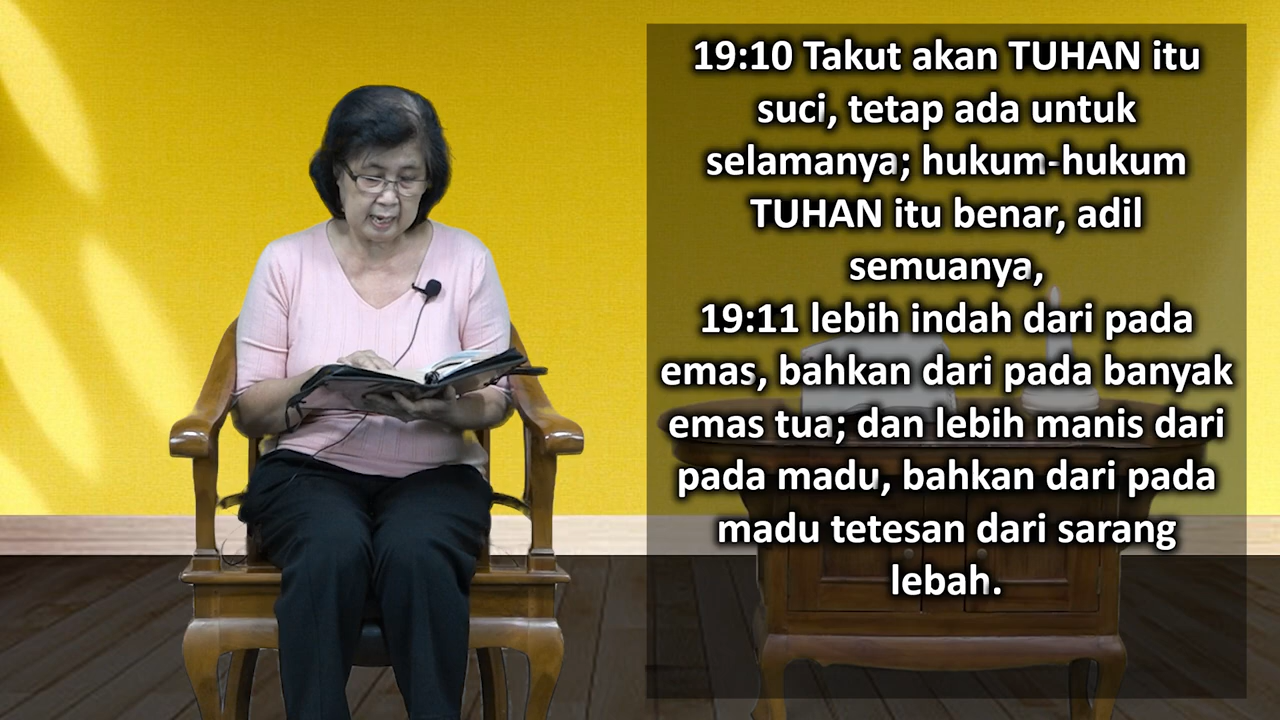 19:10 Takut akan TUHAN itu
suci, tetap ada untuk
selamanya; hukum-hukum
TUHAN itu benar, adil
semuanya,
19:11 lebih indah dari pada
emas, bahkan dari pada banyak
emas tua; dan lebih manis dari
pada madu, bahkan dari pada
madu tetesan dari sarang
lebah.